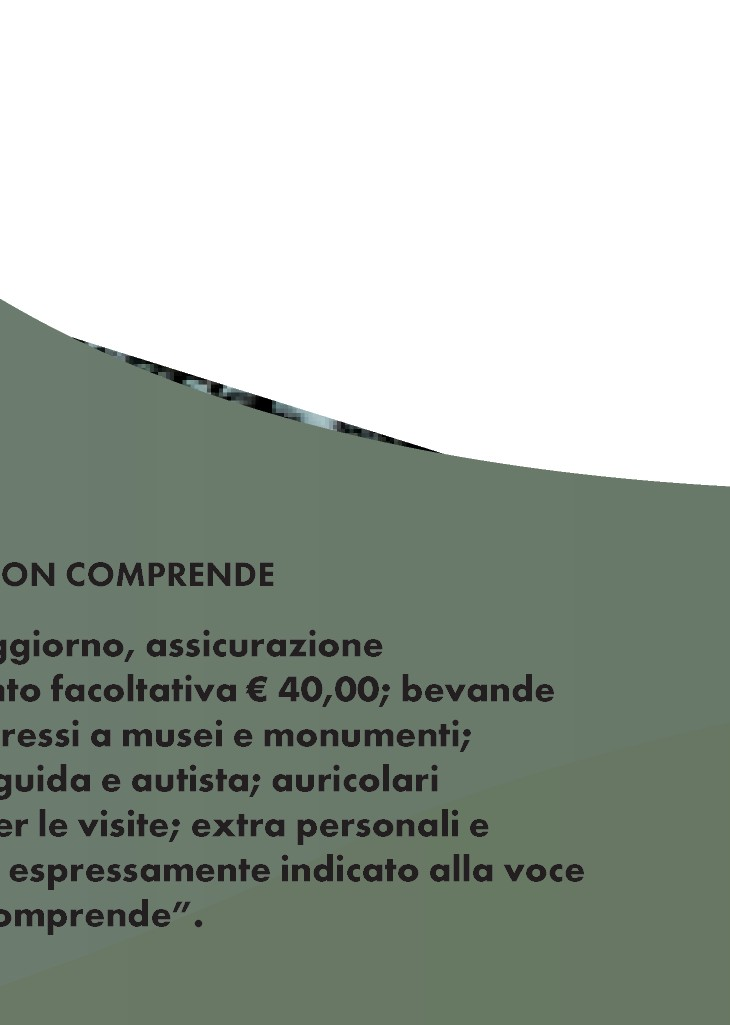 ON COMPRENDE
ggiorno, assicurazione
nto facoltativa € 40,00; bevande
ressi a musei e monumenti;
guida e autista; auricolari
er le visite; extra personali e
espressamente indicato alla voce
omprende”.